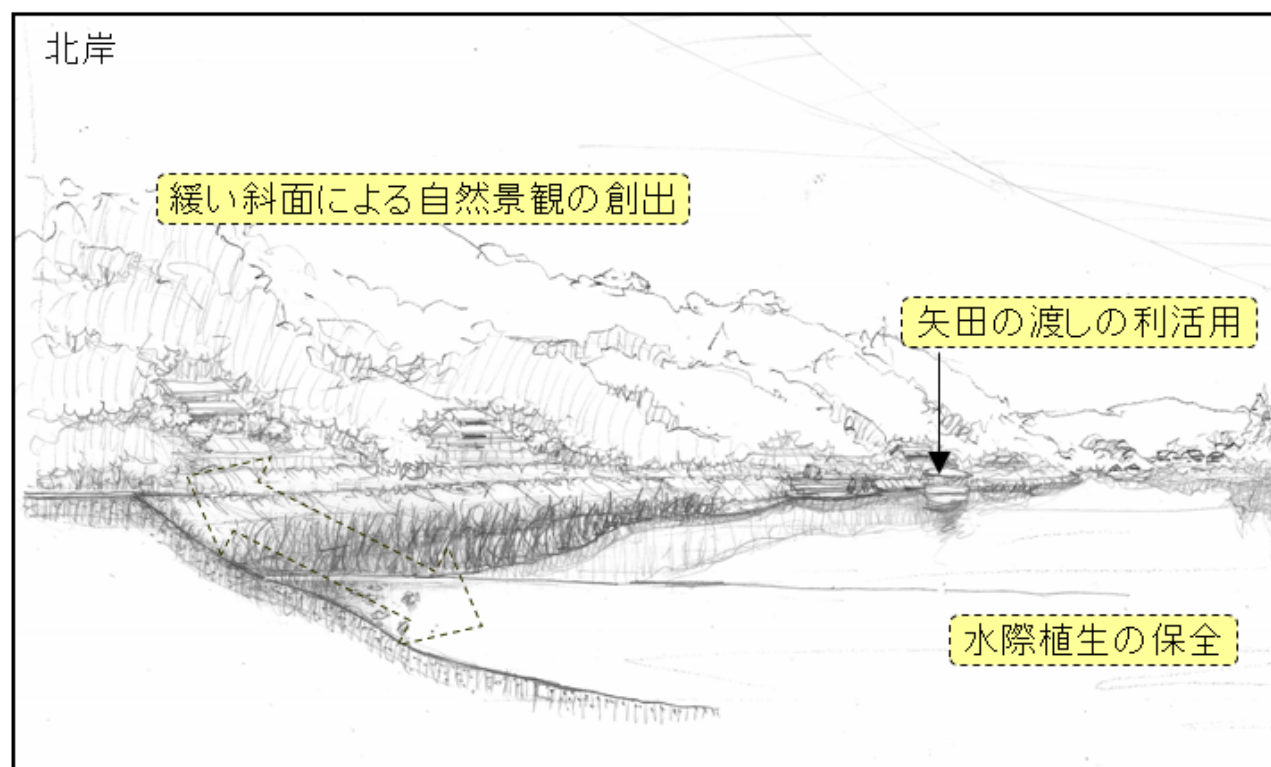 北岸
緩い斜面による自然景観の創出
矢田の渡しの利活用
水際植生の保全